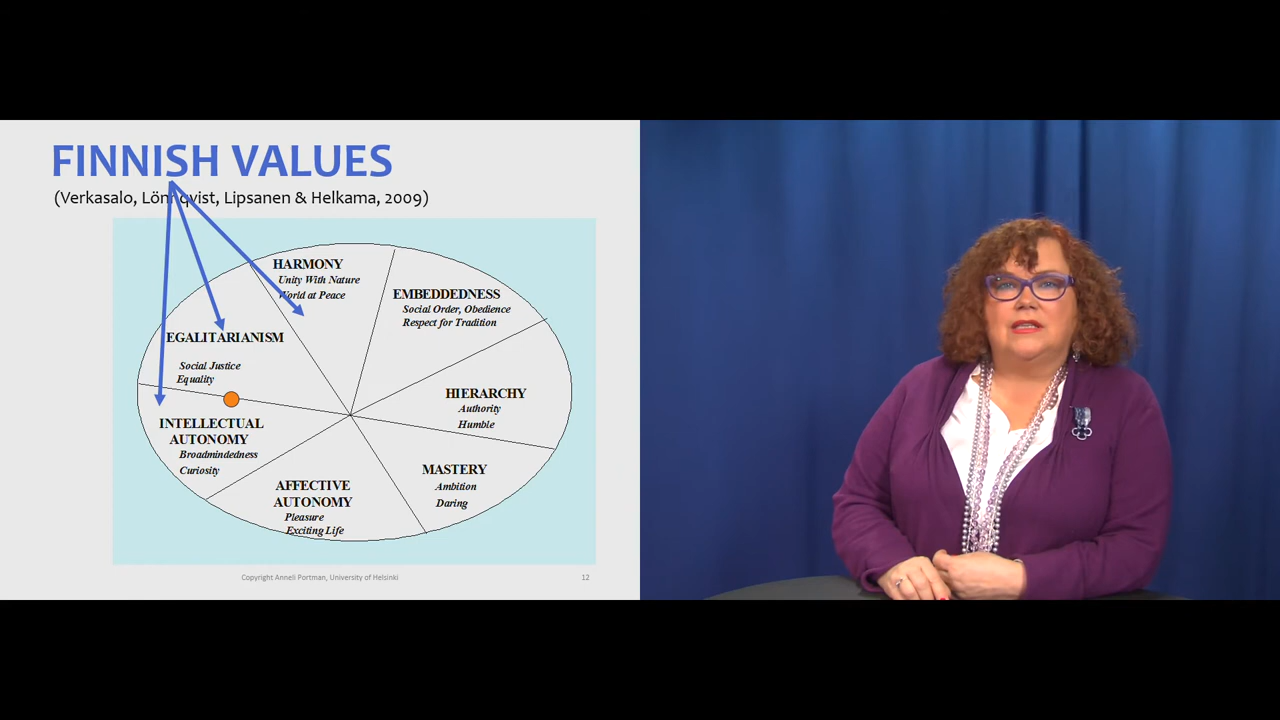 FINNISH VALUES
(Verkasalo, Lönnqvist, Lipsanen & Helkama, 2009)
HARMONY
Unity With Nature
World at Peace
EMBEDDEDNESS
Social Order, Obedience
Respect for Tradition
EGALITARIANISM
Social Justice
Equality
HIERARCHY
Authority
Humble
INTELLECTUAL
AUTONOMY
Broadmindedness
Curiosity
MASTERY
Ambition
Daring
AFFECTIVE
AUTONOMY
Pleasure
Exciting Life
Copyright Anneli Portman, University of Helsinki
12